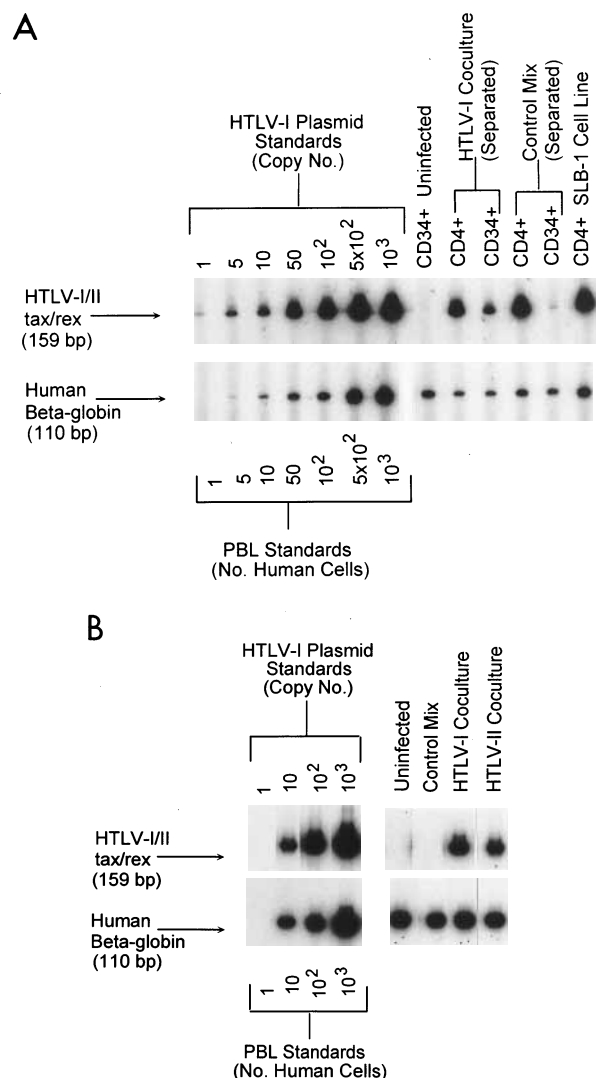 A
HTLV-I Plasmid
Standards
(Copy No.)
1 5 10 50 10² 5x10² 10³
CD34+ Uninfected
CD4+ CD34+ HTLV-I Coculture
(Separated)
CD4+ CD34+ Control Mix
(Separated)
CD4+ SLB-1 Cell Line
HTLV-I/II
tax/rex
(159 bp)
Human
Beta-globin
(110 bp)
1 5 10 50 10² 5x10² 10³
PBL Standards
(No. Human Cells)
B
HTLV-I Plasmid
Standards
(Copy No.)
1 10 10² 10³
Uninfected
Control Mix
HTLV-I Coculture
HTLV-II Coculture
HTLV-I/II
tax/rex
(159 bp)
Human
Beta-globin
(110 bp)
1 10 10² 10³
PBL Standards
(No. Human Cells)